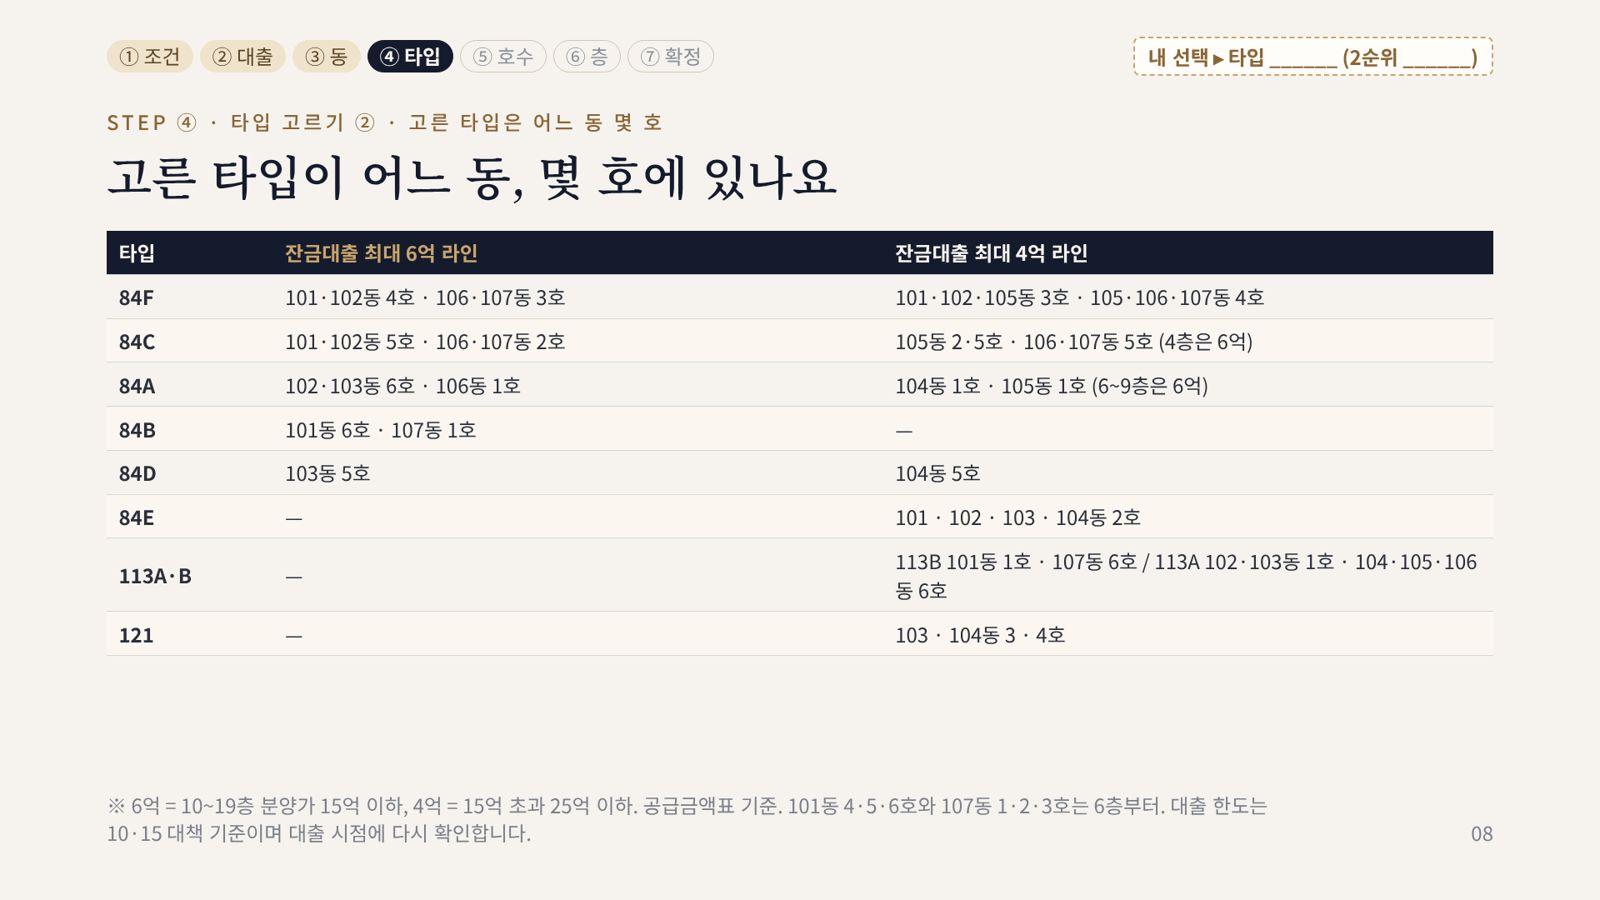 ① 조건 ② 대출 ③ 동 ④ 타입 ⑤ 호수 ⑥ 층 ⑦ 확정
내 선택 ▸ 타입 ______ (2순위 ______)
STEP ④ · 타입 고르기 ② · 고른 타입은 어느 동 몇 호
고른 타입이 어느 동, 몇 호에 있나요
타입 잔금대출 최대 6억 라인 잔금대출 최대 4억 라인
84F 101·102동 4호 · 106·107동 3호 101·102·105동 3호 · 105·106·107동 4호
84C 101·102동 5호 · 106·107동 2호 105동 2·5호 · 106·107동 5호 (4층은 6억)
84A 102·103동 6호 · 106동 1호 104동 1호 · 105동 1호 (6~9층은 6억)
84B 101동 6호 · 107동 1호 —
84D 103동 5호 104동 5호
84E — 101 · 102 · 103 · 104동 2호
113A·B — 113B 101동 1호 · 107동 6호 / 113A 102·103동 1호 · 104·105·106
동 6호
121 — 103 · 104동 3 · 4호
※ 6억 = 10~19층 분양가 15억 이하, 4억 = 15억 초과 25억 이하. 공급금액표 기준. 101동 4·5·6호와 107동 1·2·3호는 6층부터. 대출 한도는
10·15 대책 기준이며 대출 시점에 다시 확인합니다.
08